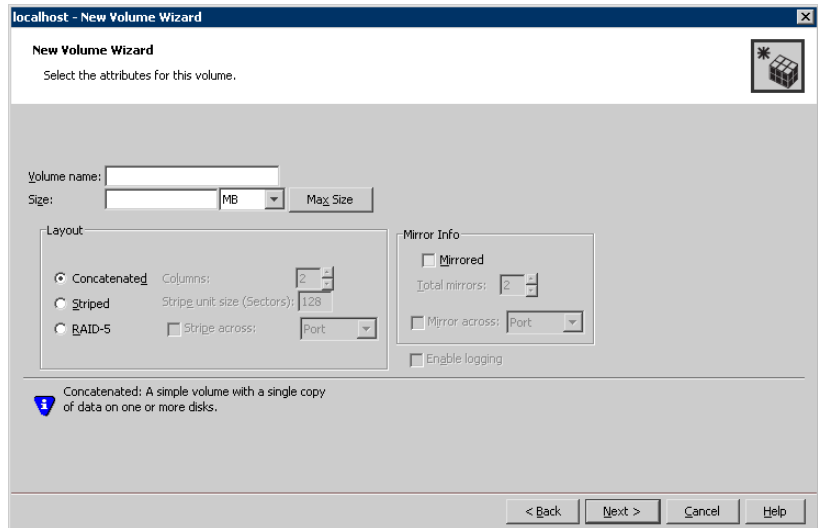 localhost - New Volume Wizard
New Volume Wizard
Select the attributes for this volume.
Volume name:
Size: MB Max Size
Layout
Concatenated Columns: 2
Striped Stripe unit size (Sectors): 128
RAID-5 Stripe across: Port
Mirror Info
Mirrored
Total mirrors: 2
Mirror across: Port
Enable logging
Concatenated: A simple volume with a single copy
of data on one or more disks.
< Back Next > Cancel Help